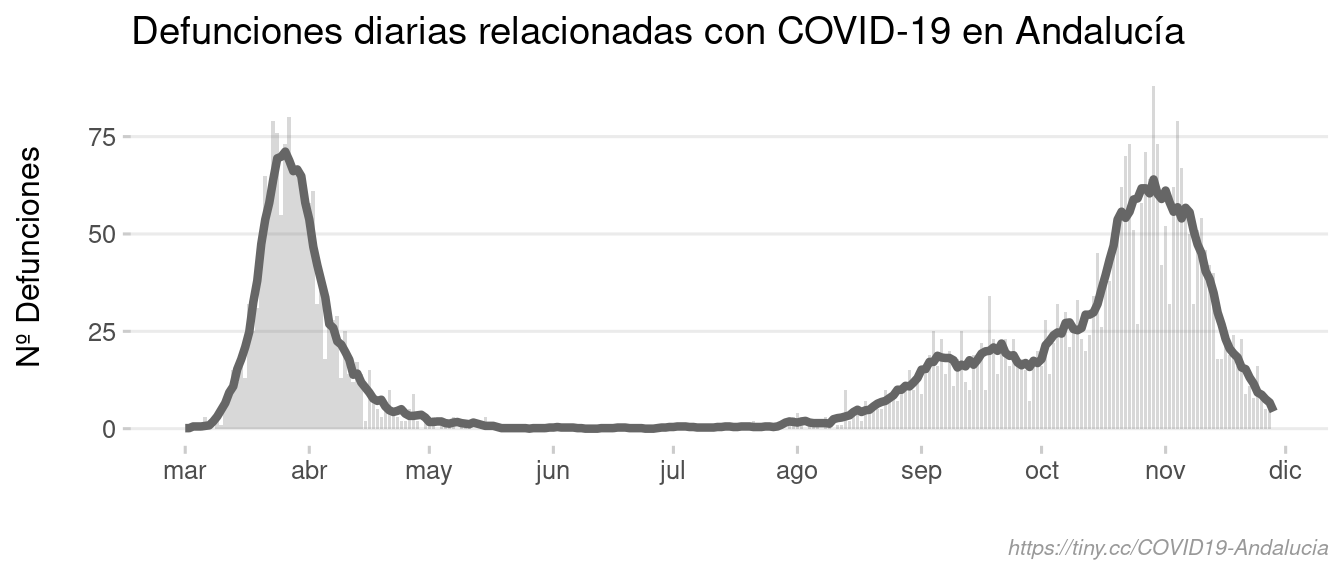 Defunciones diarias relacionadas con COVID-19 en Andalucía
Nº Defunciones
75
50
25
0
mar abr may jun jul ago sep oct nov dic
https://tiny.cc/COVID19-Andalucia